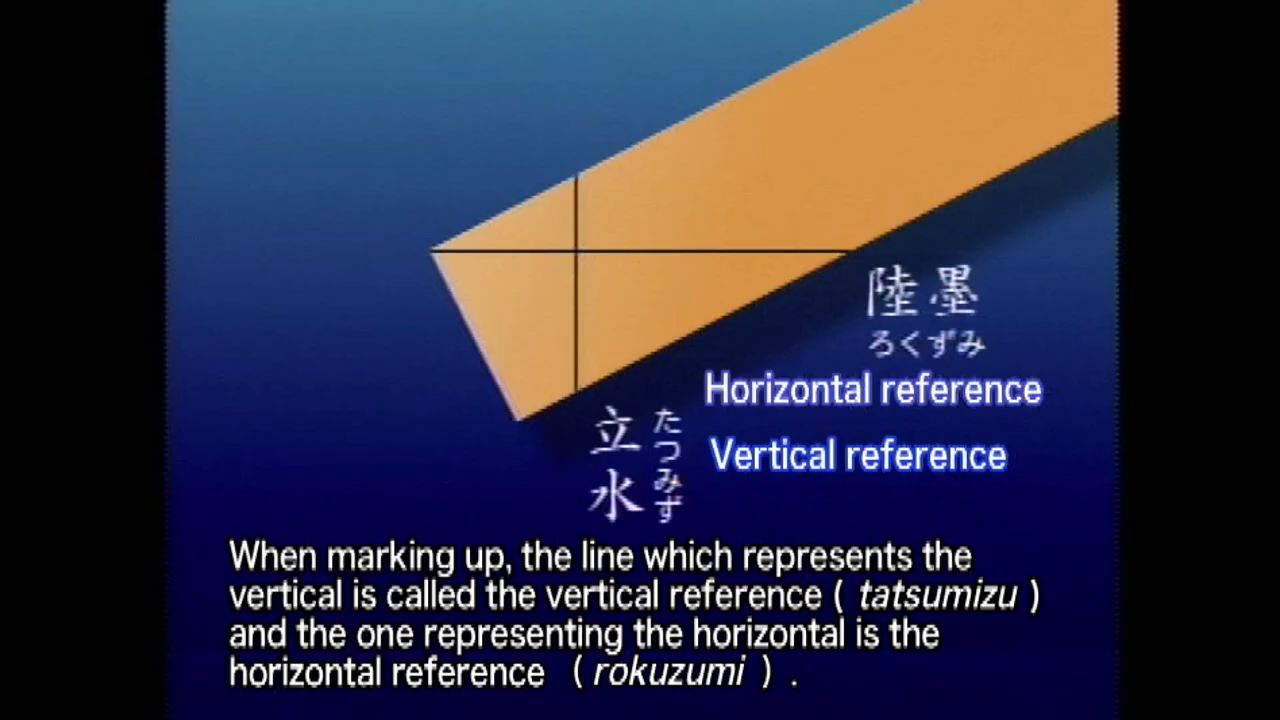 陸墨
ろくずみ
Horizontal reference
立水
たつみず
Vertical reference
When marking up, the line which represents the
vertical is called the vertical reference ( tatsumizu )
and the one representing the horizontal is the
horizontal reference ( rokuzumi ) .